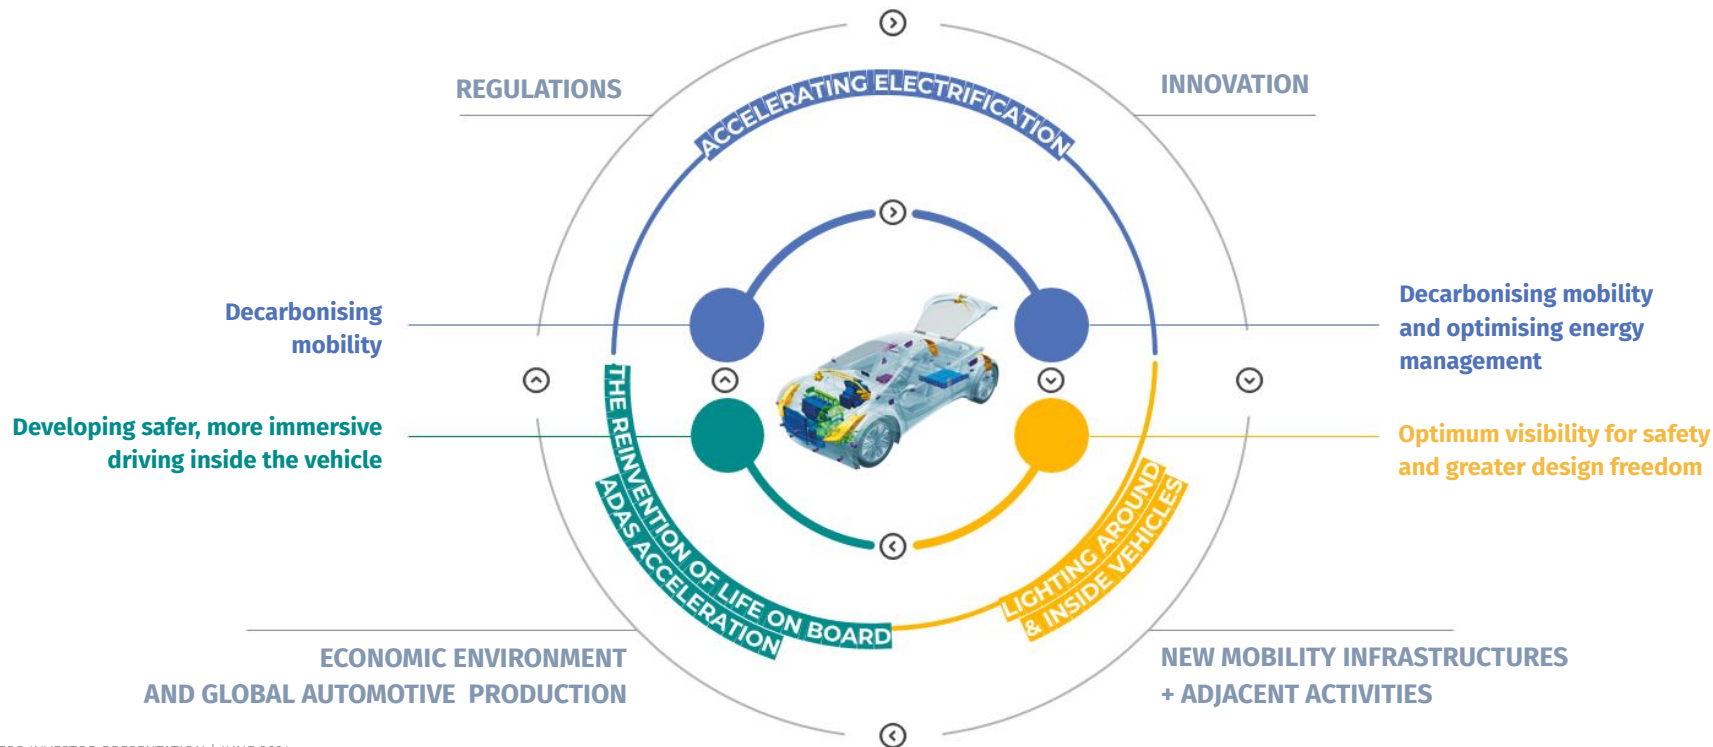 REGULATIONS
INNOVATION
ACCELERATING ELECTRIFICATION
Decarbonising
mobility
Decarbonising mobility
and optimising energy
management
Developing safer, more immersive
driving inside the vehicle
Optimum visibility for safety
and greater design freedom
THE REINVENTION OF LIFE ON BOARD
ADAS ACCELERATION
LIGHTING AROUND
& INSIDE VEHICLES
ECONOMIC ENVIRONMENT
AND GLOBAL AUTOMOTIVE PRODUCTION
NEW MOBILITY INFRASTRUCTURES
+ ADJACENT ACTIVITIES